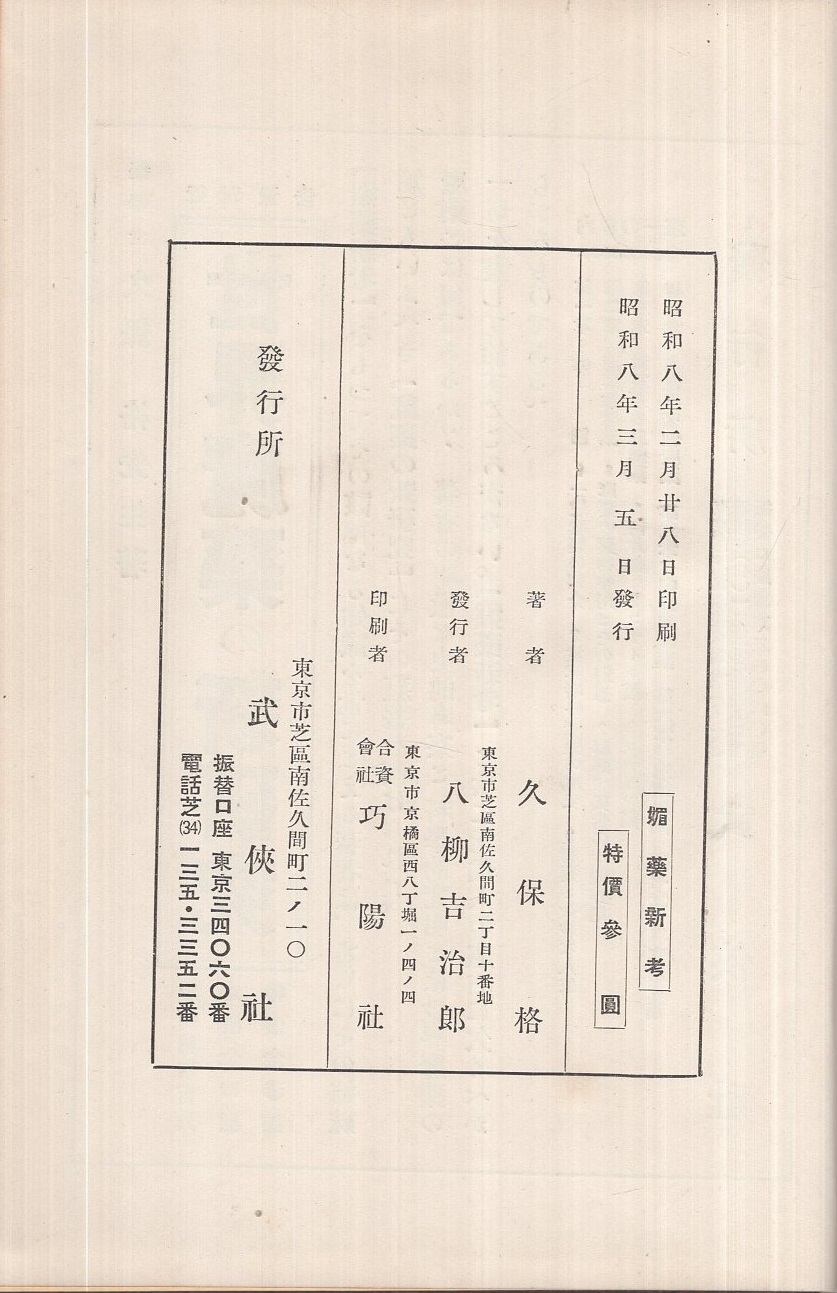 昭和八年二月廿八日印刷
昭和八年三月五日發行
媚藥新考
特價參圓
著者 久保格
東京市芝區南佐久間町二丁目十番地
發行者 八柳吉治郎
東京市京橋區西八丁堀一ノ四ノ四
印刷者 合資會社 巧陽社
東京市芝區南佐久間町二ノ一〇
發行所 武俠社
振替口座 東京三四〇六〇番
電話芝(34)一三五・三三五二番